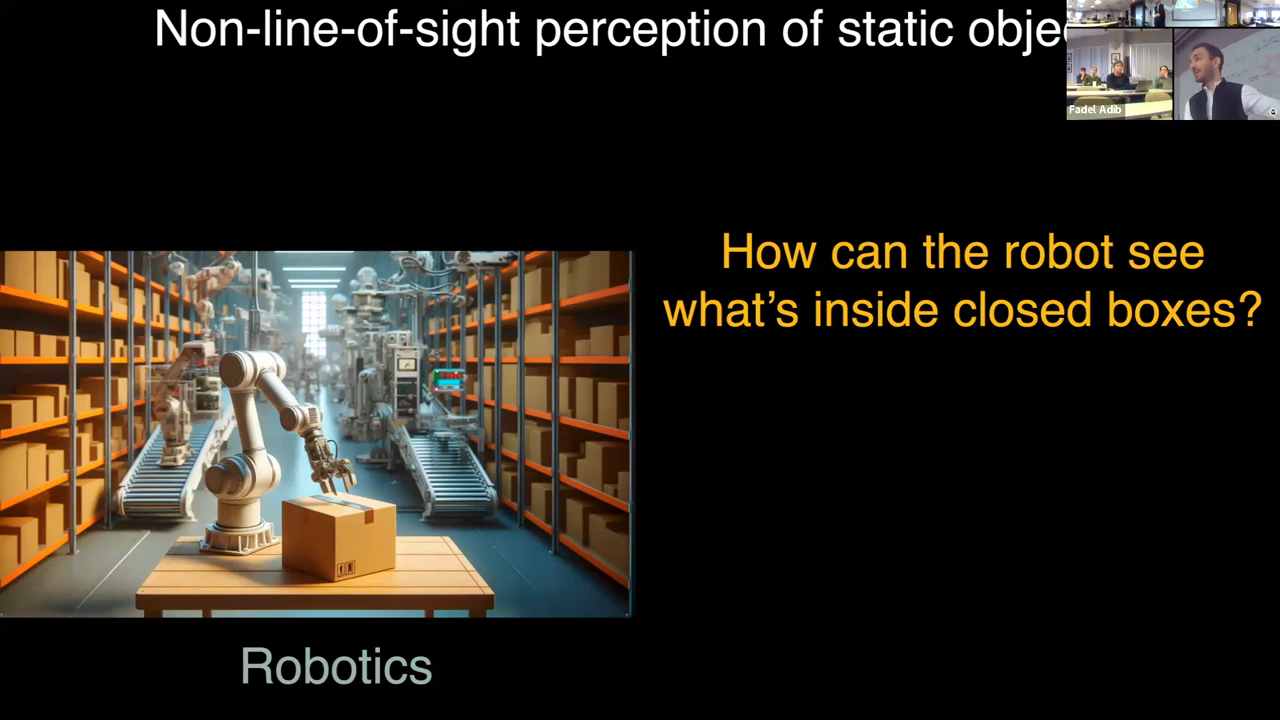 Non-line-of-sight perception of static obje
Fadel Adib
How can the robot see
what's inside closed boxes?
Robotics